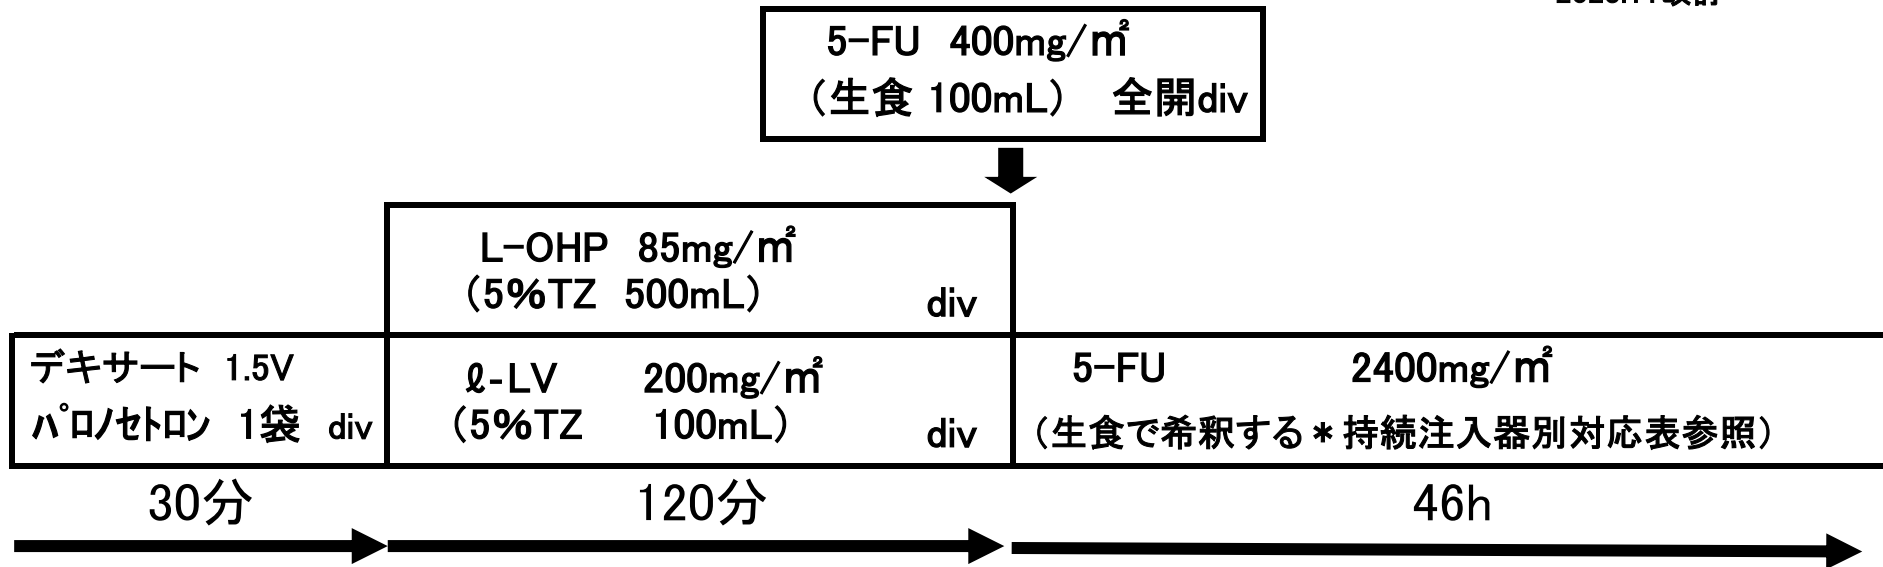 5-FU 400mg/㎡
（生食 100mL） 全開div
L-OHP 85mg/㎡
（5%TZ 500mL） div
デキサート 1.5V
パロノセトロン 1袋 div
ℓ-LV 200mg/㎡
（5%TZ 100mL） div
5-FU 2400mg/㎡
（生食で希釈する＊持続注入器別対応表参照）
30分 120分 46h